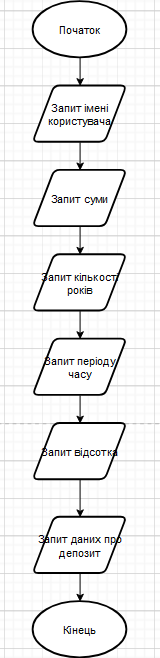 Початок
Запит імені
користувача
Запит суми
Запит кількості
років
Запит періоду
часу
Запит відсотка
Запит даних про
депозит
Кінець